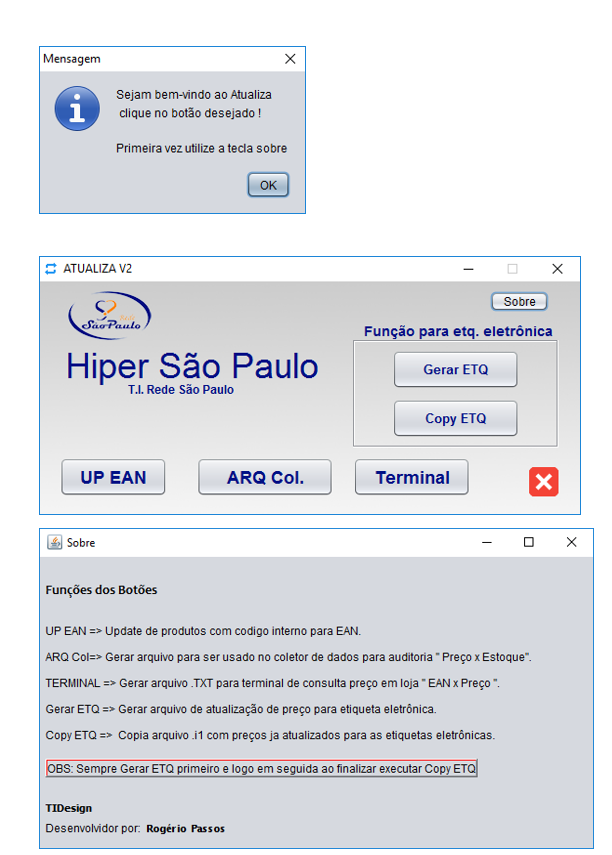 Mensagem
Sejam bem-vindo ao Atualiza
clique no botão desejado !
Primeira vez utilize a tecla sobre
OK
ATUALIZA V2
Sobre
Rede
São Paulo
Função para etq. eletrônica
Hiper São Paulo
T.I. Rede São Paulo
Gerar ETQ
Copy ETQ
UP EAN
ARQ Col.
Terminal
Sobre
Funções dos Botões
UP EAN => Update de produtos com codigo interno para EAN.
ARQ Col=> Gerar arquivo para ser usado no coletor de dados para auditoria " Preço x Estoque".
TERMINAL => Gerar arquivo .TXT para terminal de consulta preço em loja " EAN x Preço ".
Gerar ETQ => Gerar arquivo de atualização de preço para etiqueta eletrônica.
Copy ETQ => Copia arquivo .i1 com preços ja atualizados para as etiquetas eletrônicas.
OBS: Sempre Gerar ETQ primeiro e logo em seguida ao finalizar executar Copy ETQ
TIDesign
Desenvolvidor por: Rogério Passos